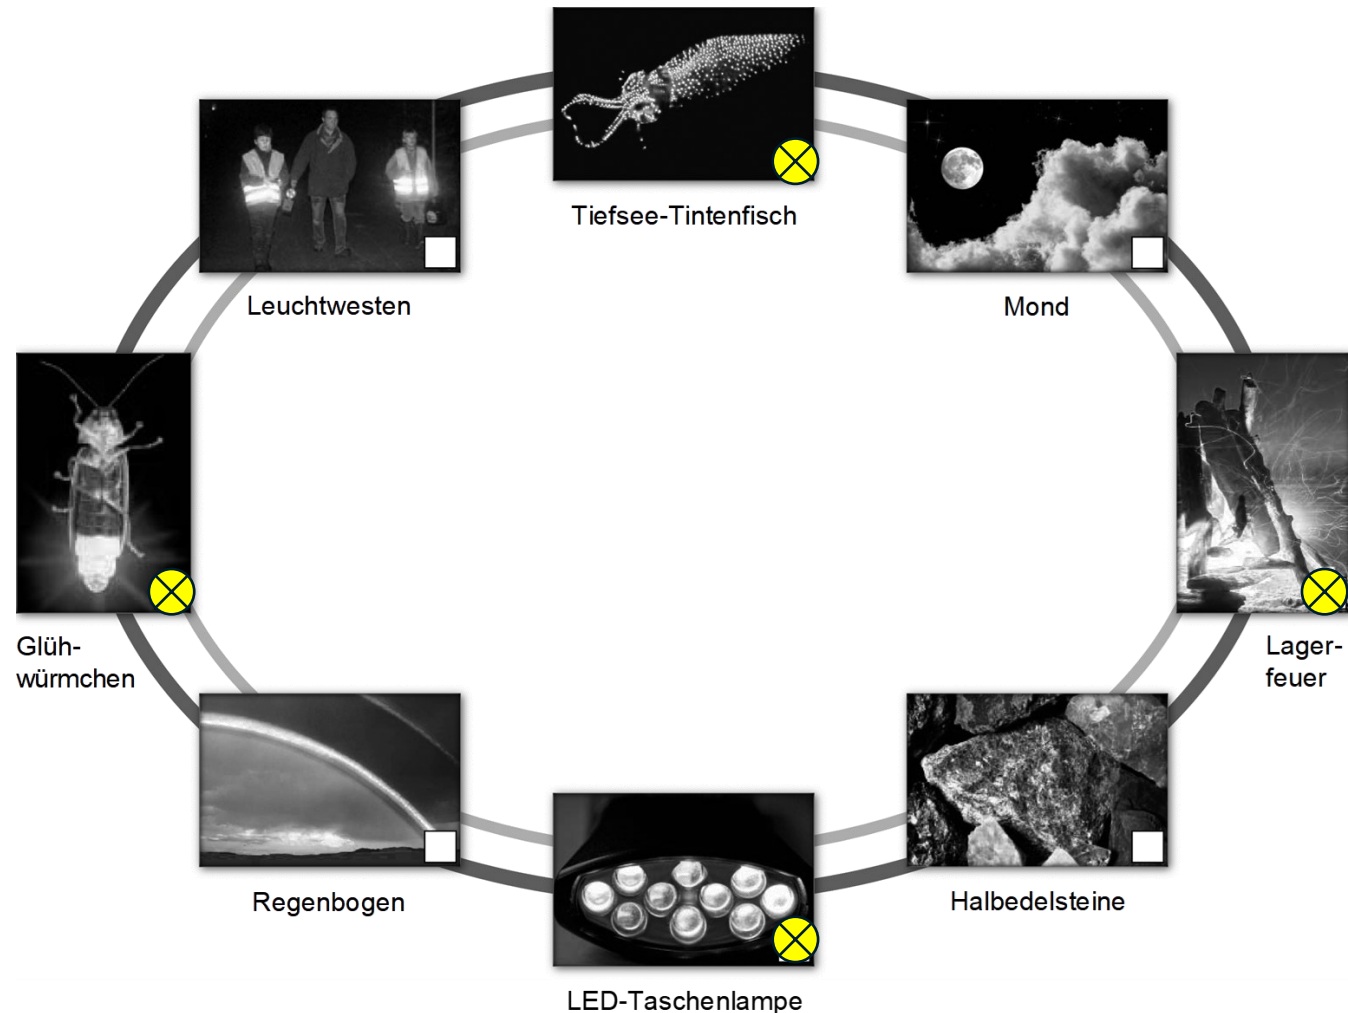 Tiefsee-Tintenfisch
Leuchtwesten
Mond
Glüh-
würmchen
Lager-
feuer
Regenbogen
Halbedelsteine
LED-Taschenlampe